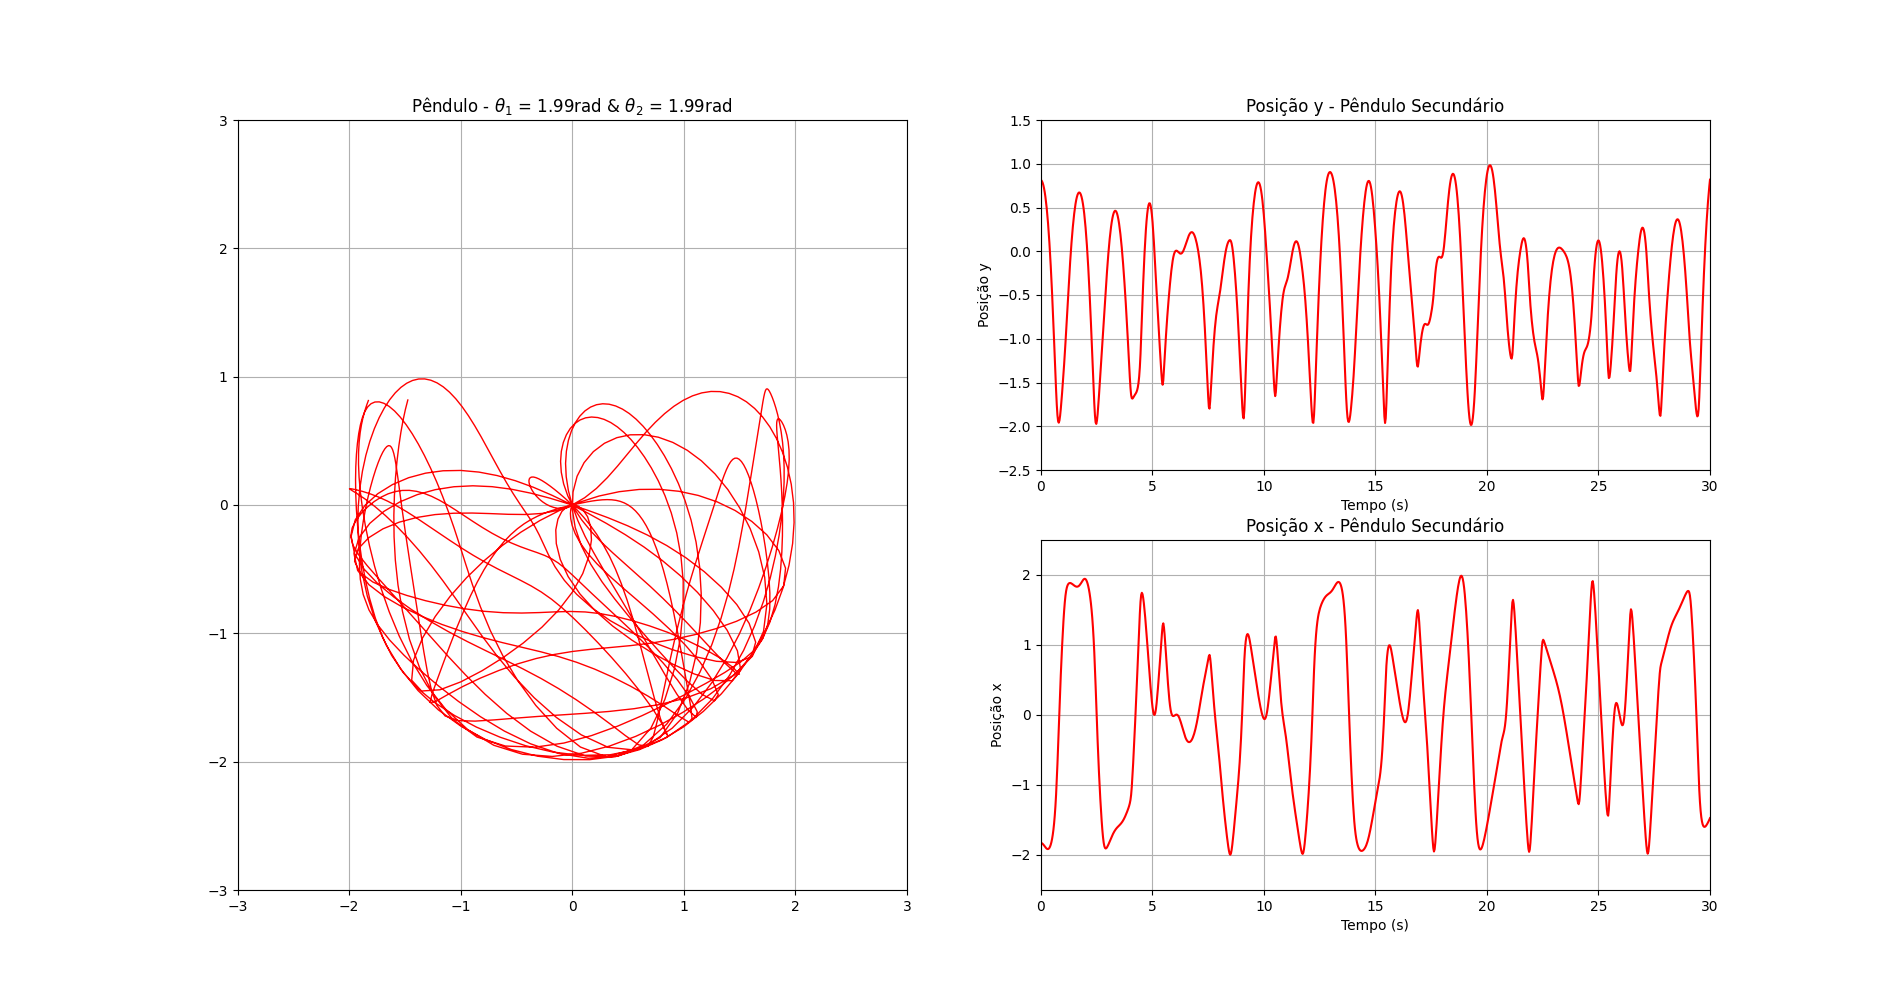 Pêndulo - θ₁ = 1.99rad & θ₂ = 1.99rad
3
2
1
0
−1
−2
−3
−3 −2 −1 0 1 2 3
Posição y - Pêndulo Secundário
Posição y
1.5
1.0
0.5
0.0
−0.5
−1.0
−1.5
−2.0
−2.5
0 5 10 15 20 25 30
Tempo (s)
Posição x - Pêndulo Secundário
Posição x
2
1
0
−1
−2
0 5 10 15 20 25 30
Tempo (s)